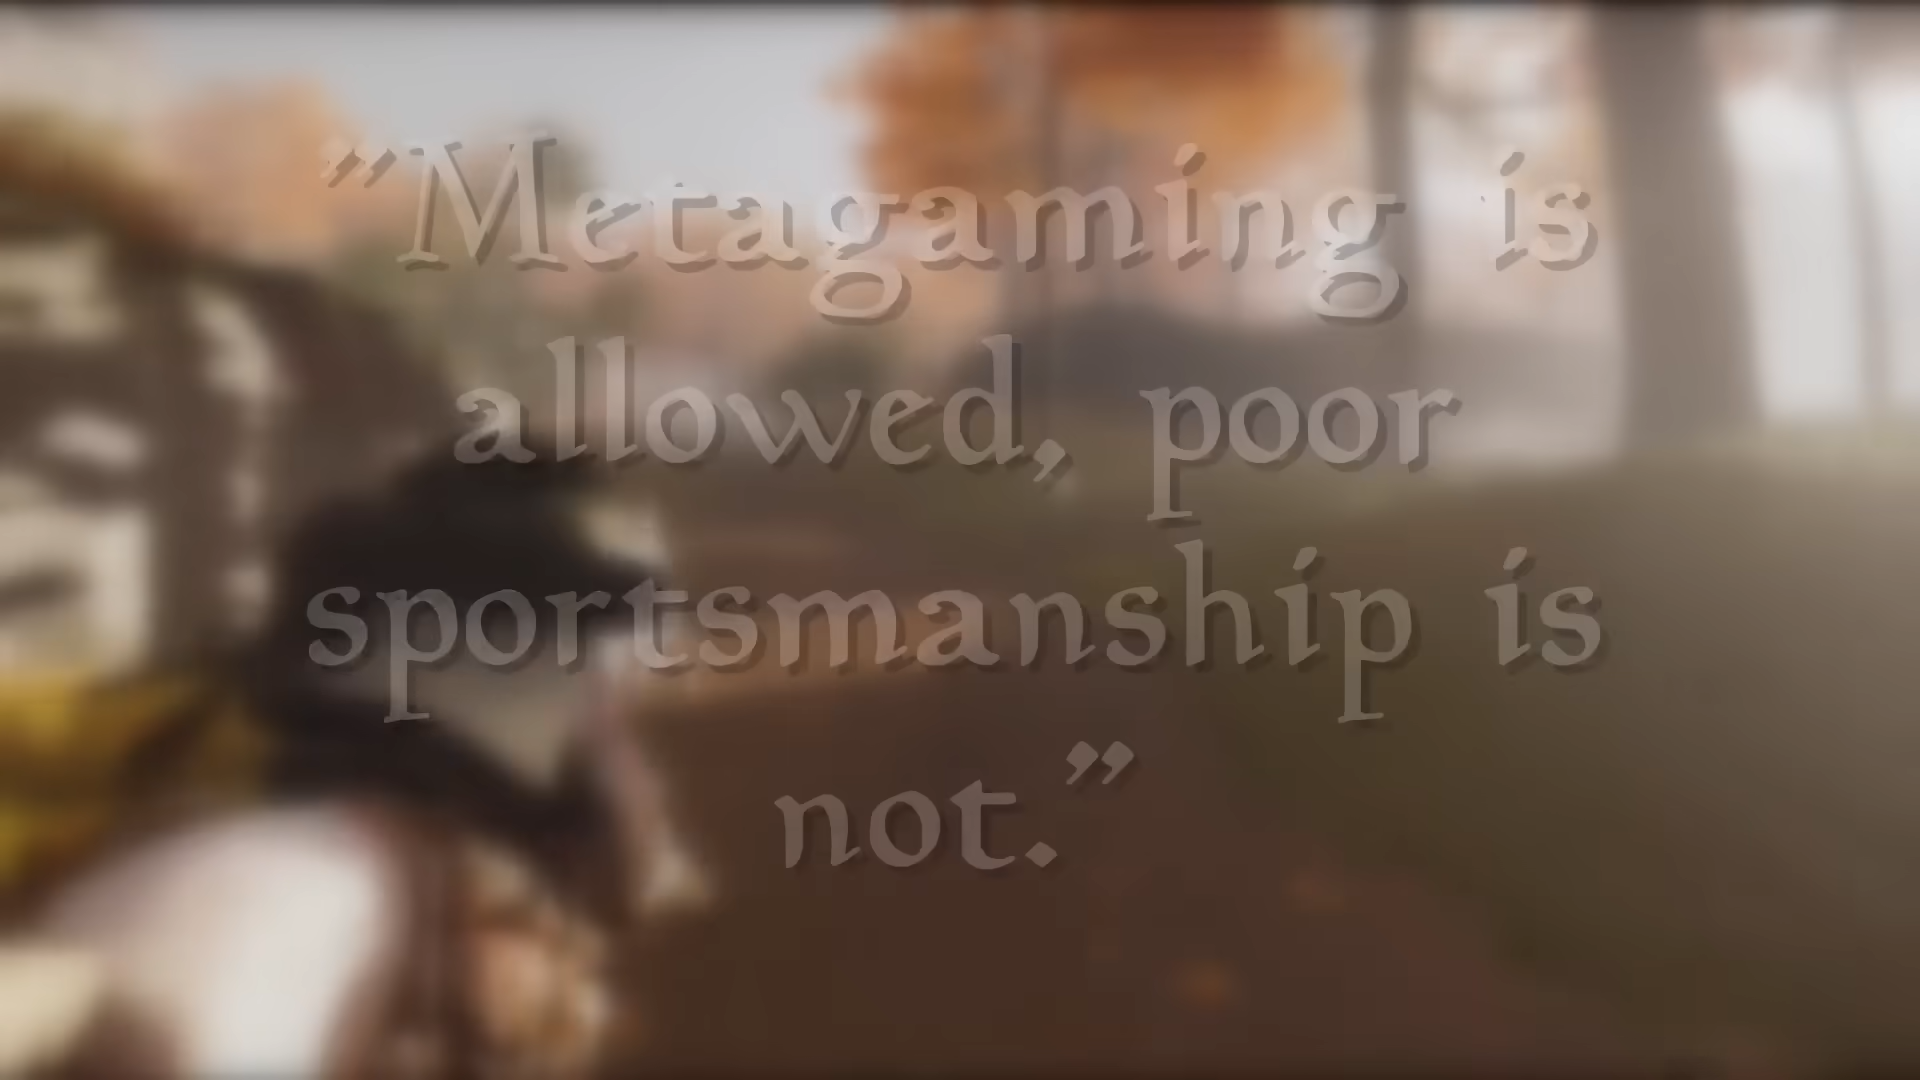 ”Metagaming is
allowed, poor
sportsmanship is
not.”